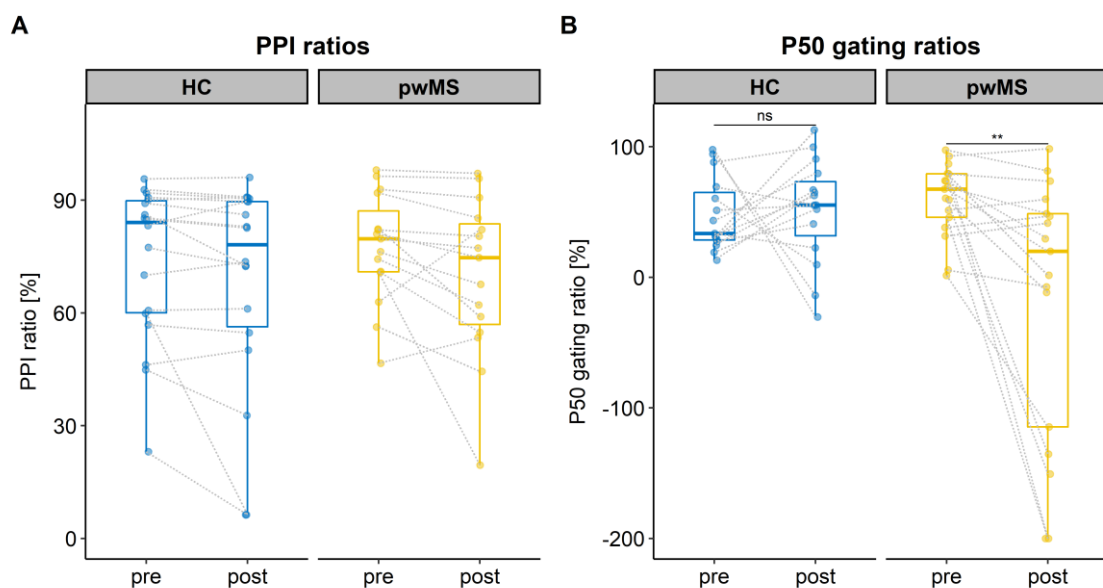 A
PPI ratios
HC
pwMS
PPI ratio [%]
90
60
30
0
pre
post
pre
post
B
P50 gating ratios
HC
pwMS
ns
**
P50 gating ratio [%]
100
0
-100
-200
pre
post
pre
post